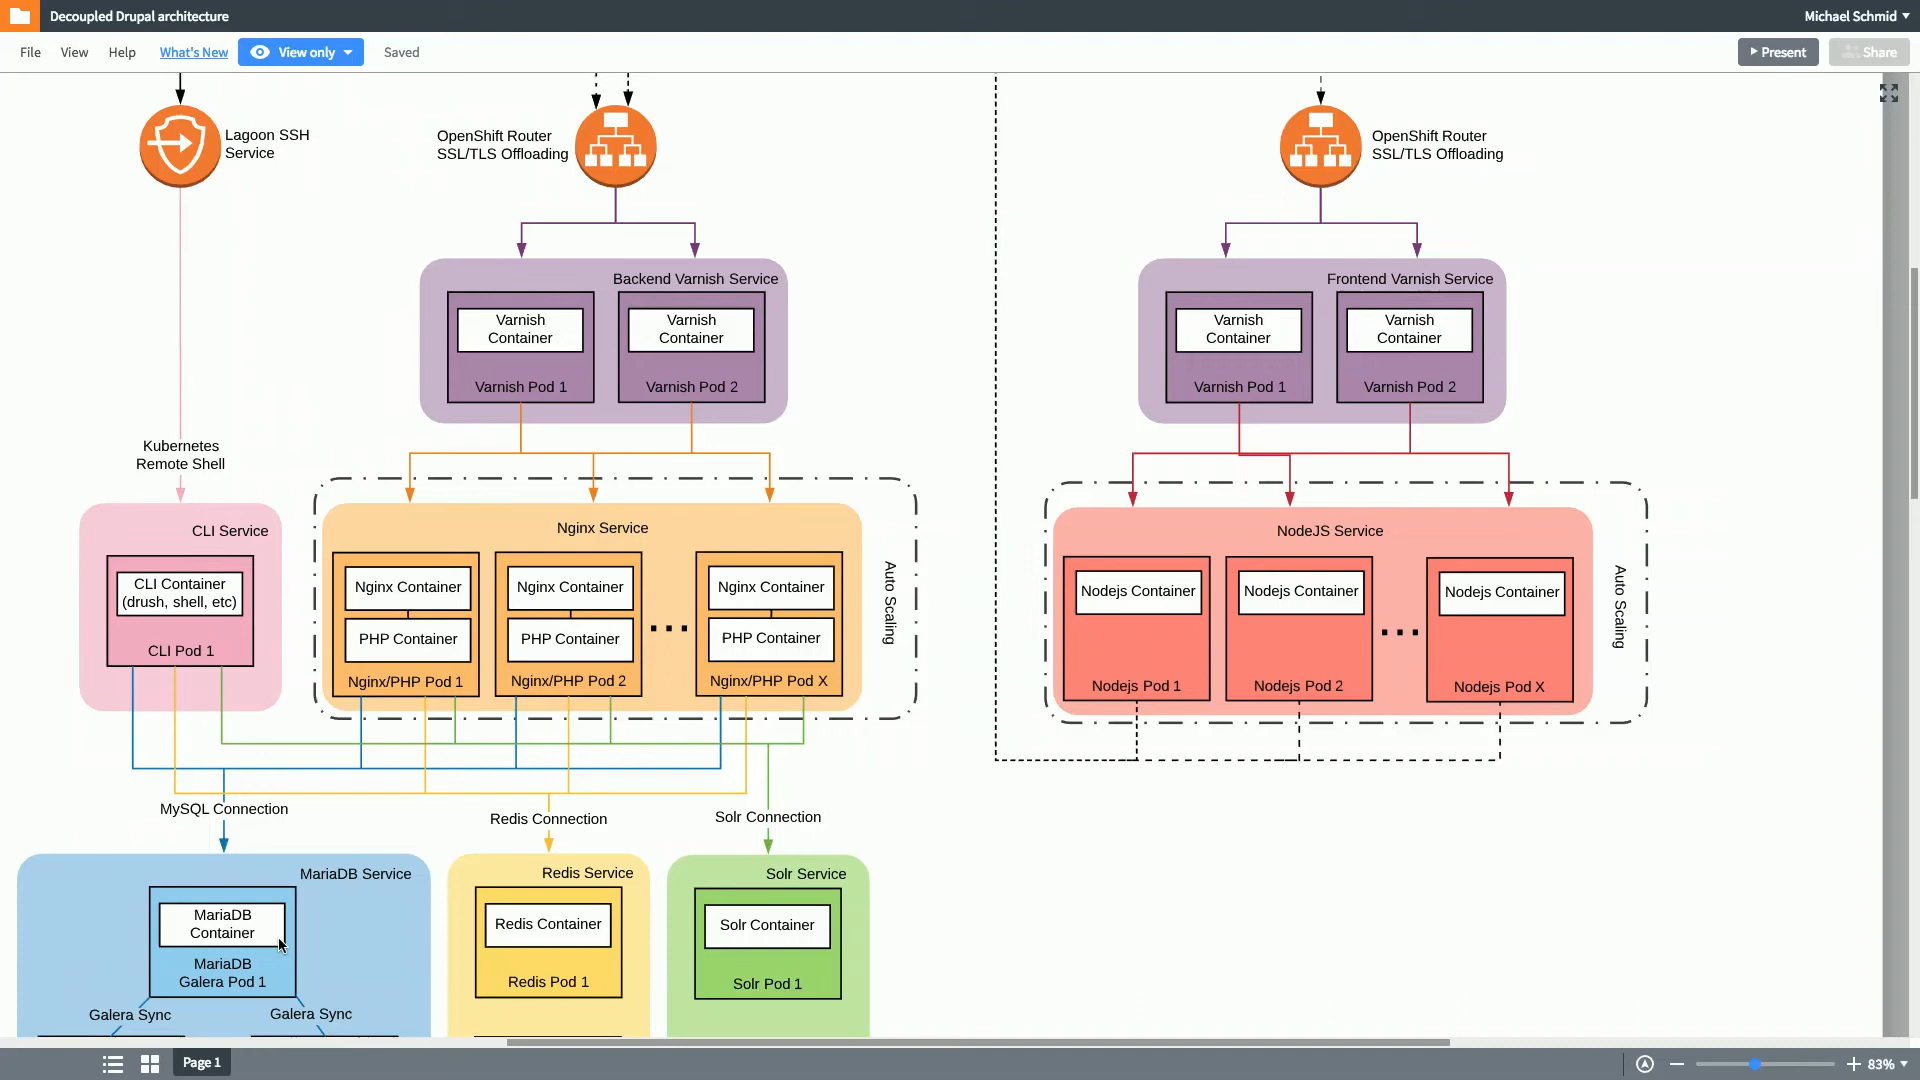 Decoupled Drupal architecture
Michael Schmid
File
View
Help
What's New
View only
Saved
Present
Share
Lagoon SSH
Service
OpenShift Router
SSL/TLS Offloading
OpenShift Router
SSL/TLS Offloading
Backend Varnish Service
Varnish
Container
Varnish Pod 1
Varnish
Container
Varnish Pod 2
Frontend Varnish Service
Varnish
Container
Varnish Pod 1
Varnish
Container
Varnish Pod 2
Kubernetes
Remote Shell
CLI Service
CLI Container
(drush, shell, etc)
CLI Pod 1
Nginx Service
Nginx Container
PHP Container
Nginx/PHP Pod 1
Nginx Container
PHP Container
Nginx/PHP Pod 2
Nginx Container
PHP Container
Nginx/PHP Pod X
Auto Scaling
NodeJS Service
Nodejs Container
Nodejs Pod 1
Nodejs Container
Nodejs Pod 2
Nodejs Container
Nodejs Pod X
Auto Scaling
MySQL Connection
Redis Connection
Solr Connection
MariaDB Service
MariaDB
Container
MariaDB
Galera Pod 1
Galera Sync
Galera Sync
Redis Service
Redis Container
Redis Pod 1
Solr Service
Solr Container
Solr Pod 1
Page 1
83%